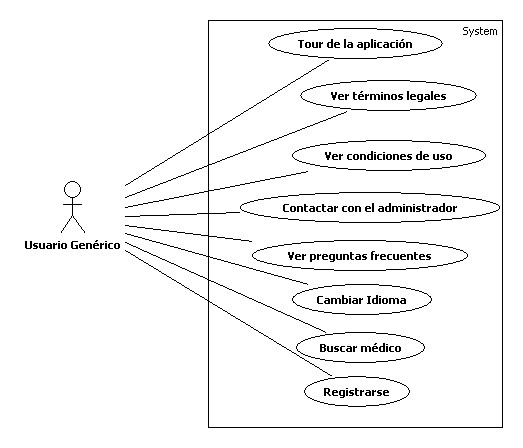 System
Tour de la aplicación
Ver términos legales
Ver condiciones de uso
Contactar con el administrador
Usuario Genérico
Ver preguntas frecuentes
Cambiar Idioma
Buscar médico
Registrarse